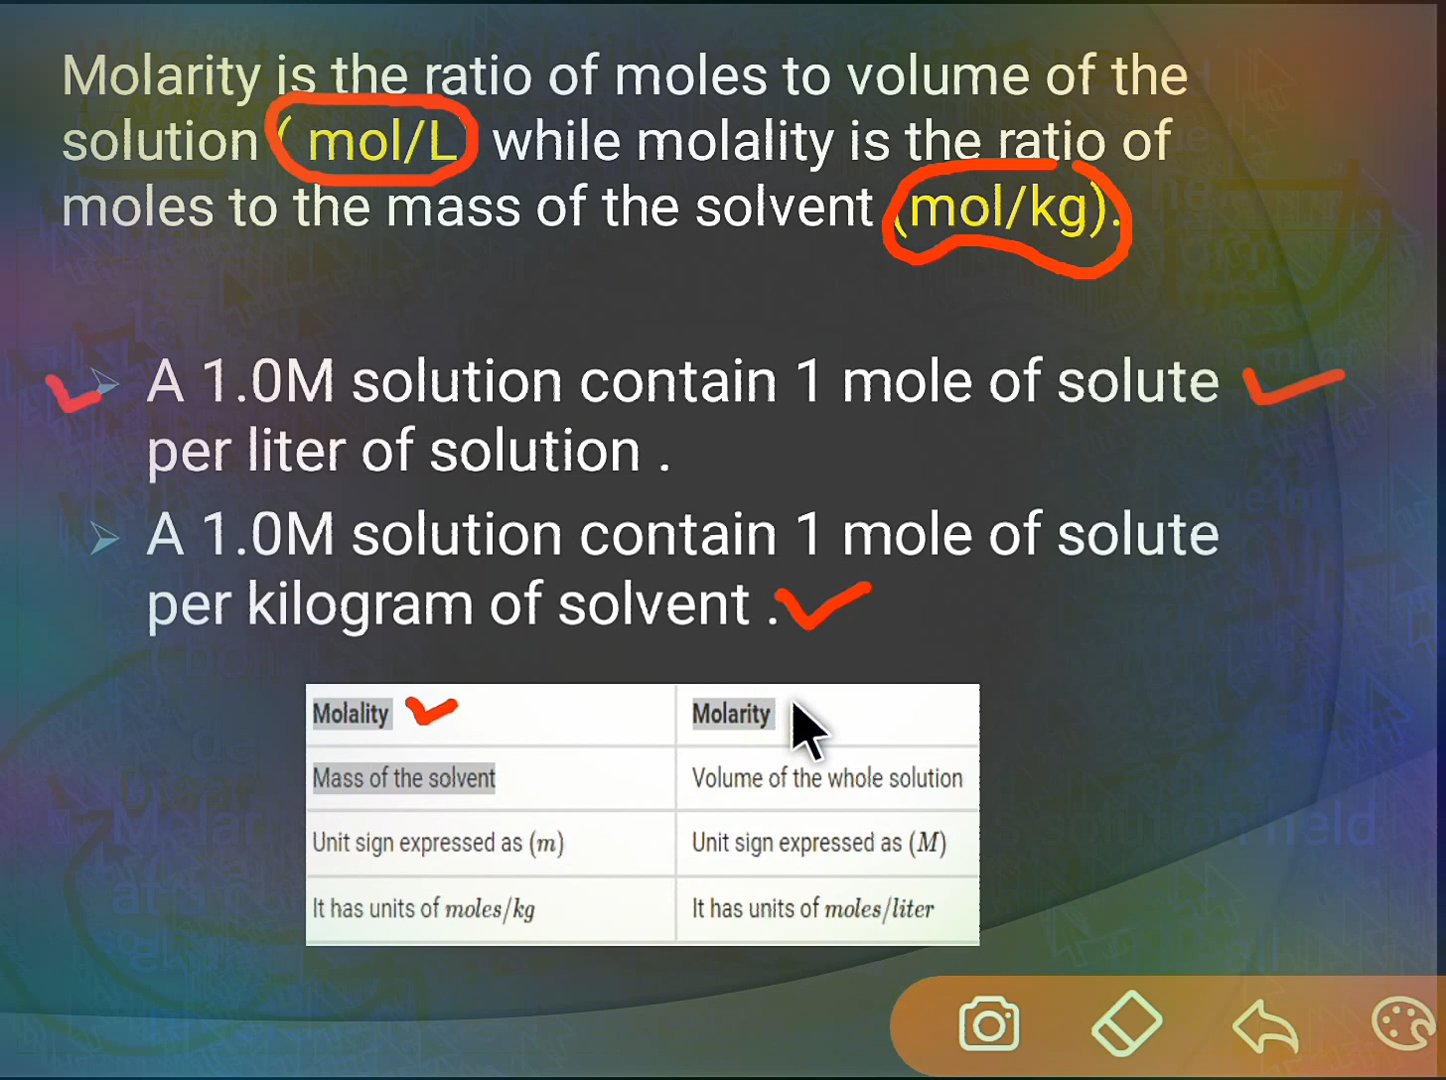 Molarity is the ratio of moles to volume of the
solution ( mol/L while molality is the ratio of
moles to the mass of the solvent (mol/kg).
A 1.0M solution contain 1 mole of solute
per liter of solution .
A 1.0M solution contain 1 mole of solute
per kilogram of solvent .
Molality Molarity
Mass of the solvent Volume of the whole solution
Unit sign expressed as (m) Unit sign expressed as (M)
It has units of moles/kg It has units of moles/liter